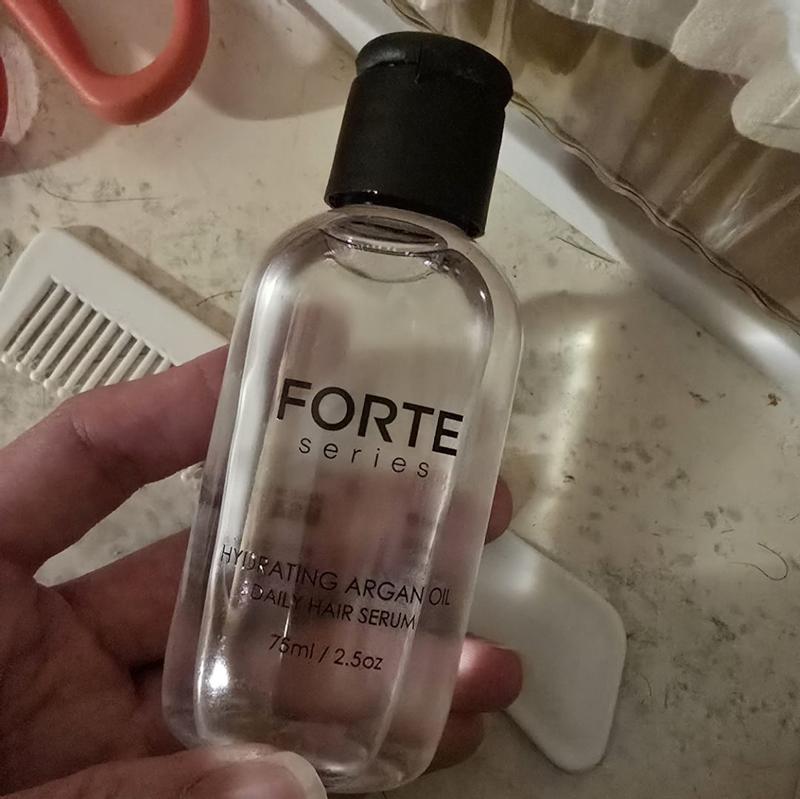 FORTE
series
HYDRATING ARGAN OIL
DAILY HAIR SERUM
75ml / 2.5oz